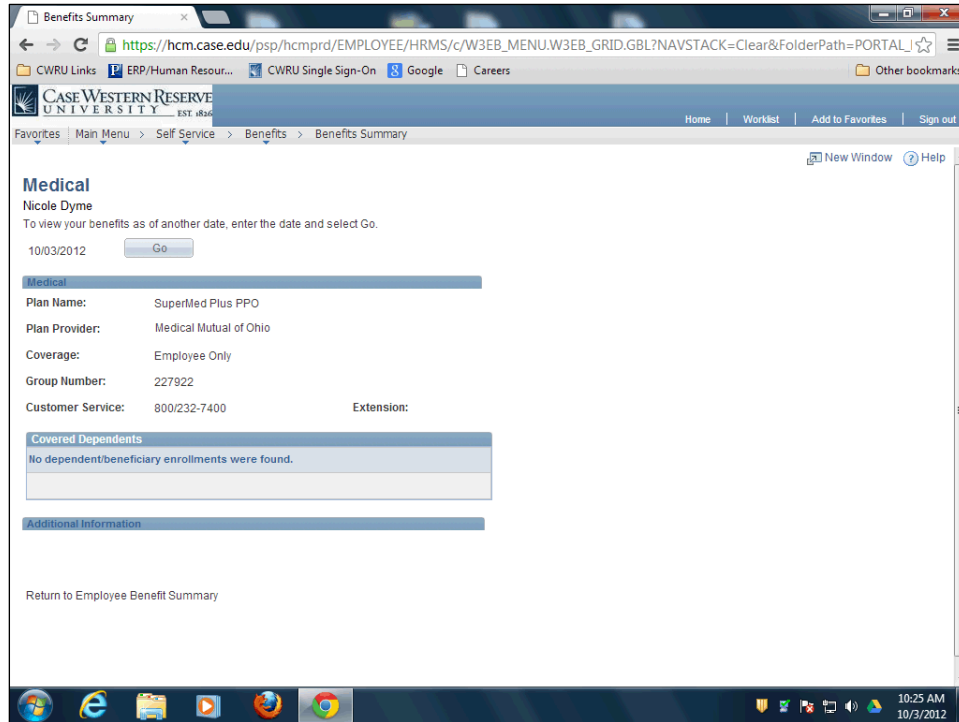 Benefits Summary
https://hcm.case.edu/psp/hcmprd/EMPLOYEE/HRMS/c/W3EB_MENU.W3EB_GRID.GBL?NAVSTACK=Clear&FolderPath=PORTAL_
CWRU Links ERP/Human Resour... CWRU Single Sign-On Google Careers Other bookmarks
CASE WESTERN RESERVE
UNIVERSITY EST. 1826
Home | Worklist | Add to Favorites | Sign out
Favorites Main Menu > Self Service > Benefits > Benefits Summary
New Window Help
Medical
Nicole Dyme
To view your benefits as of another date, enter the date and select Go.
10/03/2012 Go
Medical
Plan Name: SuperMed Plus PPO
Plan Provider: Medical Mutual of Ohio
Coverage: Employee Only
Group Number: 227922
Customer Service: 800/232-7400 Extension:
Covered Dependents
No dependent/beneficiary enrollments were found.
Additional Information
Return to Employee Benefit Summary
10:25 AM
10/3/2012